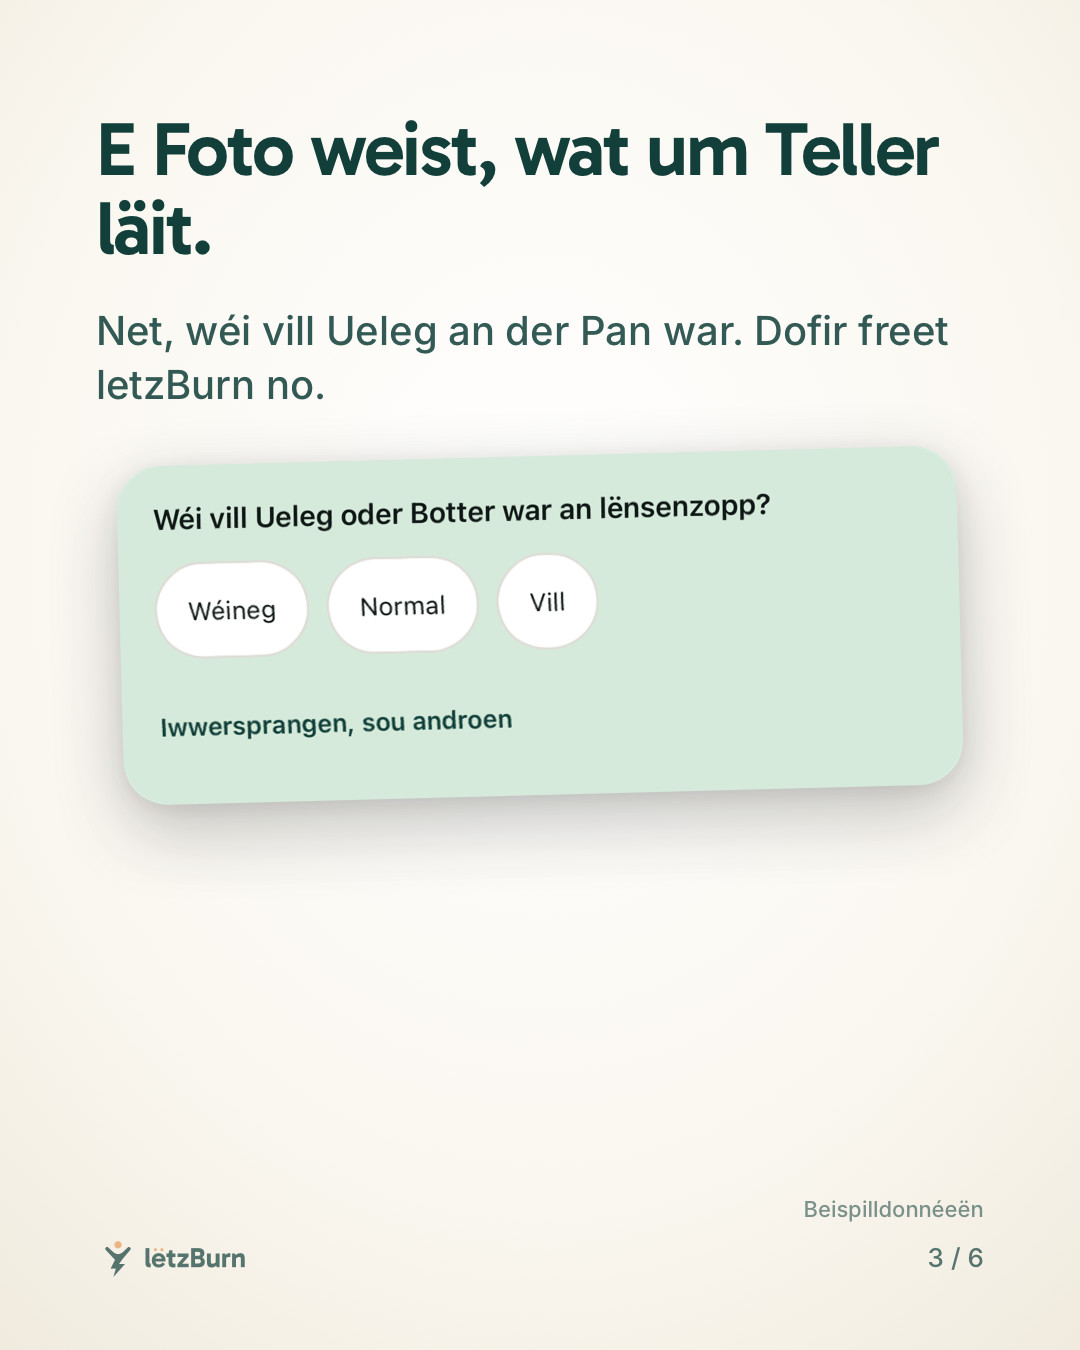 E Foto weist, wat um Teller
läit.
Net, wéi vill Ueleg an der Pan war. Dofir freet
letzBurn no.
Wéi vill Ueleg oder Botter war an lënsenzopp?
Wéineg
Normal
Vill
Iwwersprangen, sou androen
Beispilldonnéeën
lëtzBurn
3 / 6